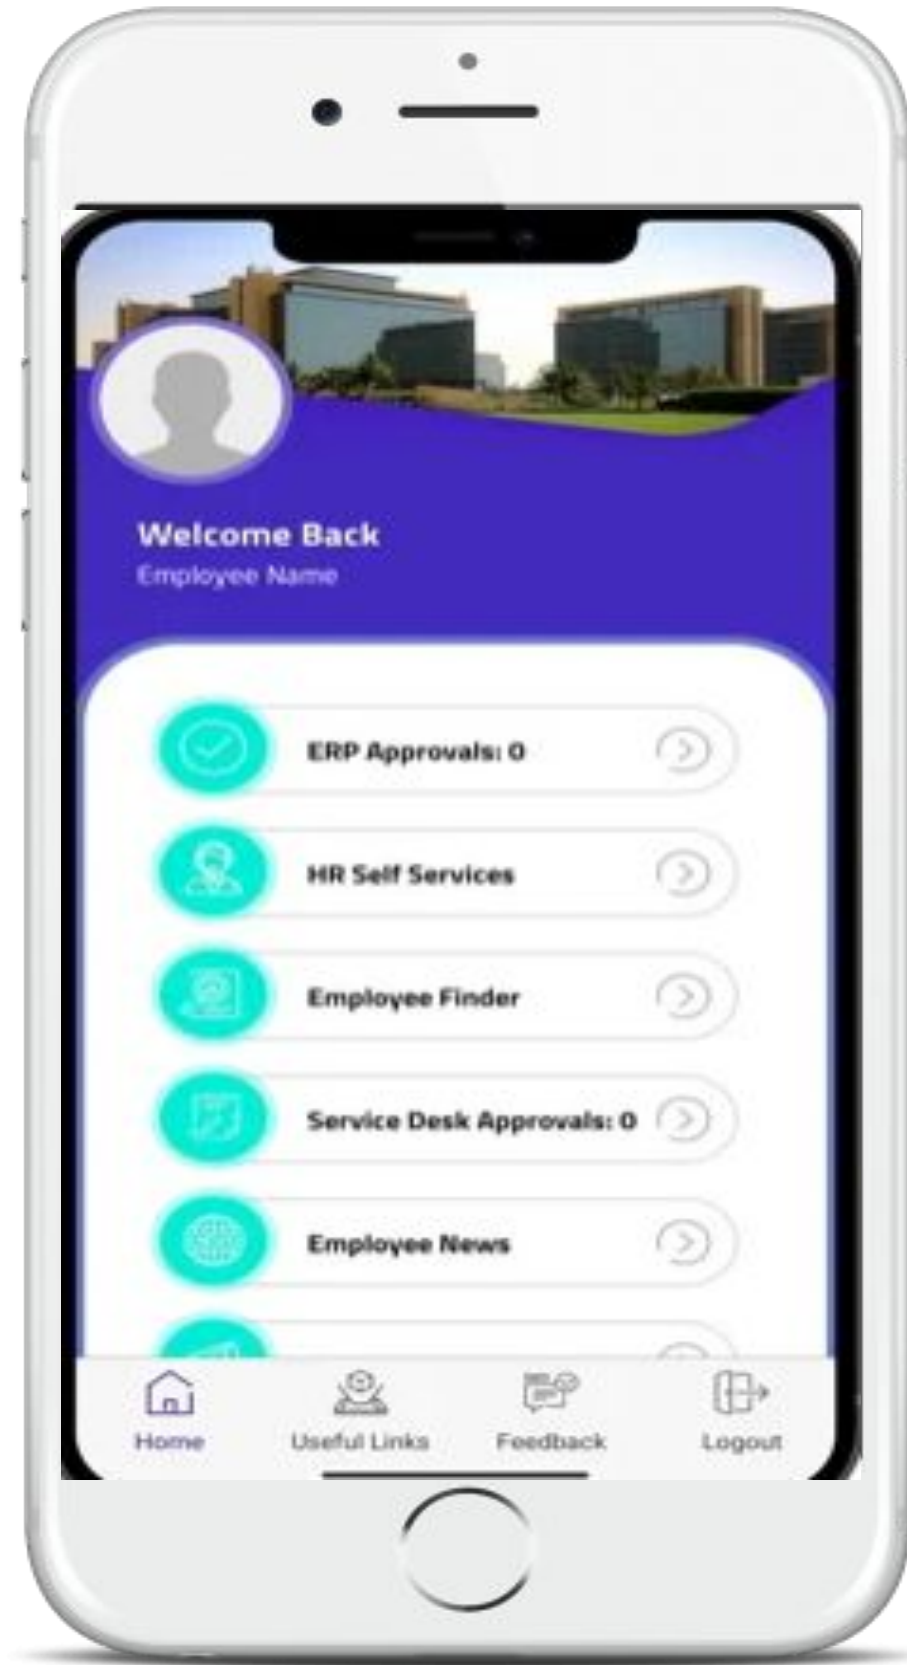 Welcome Back
Employee Name
ERP Approvals: 0
HR Self Services
Employee Finder
Service Desk Approvals: 0
Employee News
Home
Useful Links
Feedback
Logout